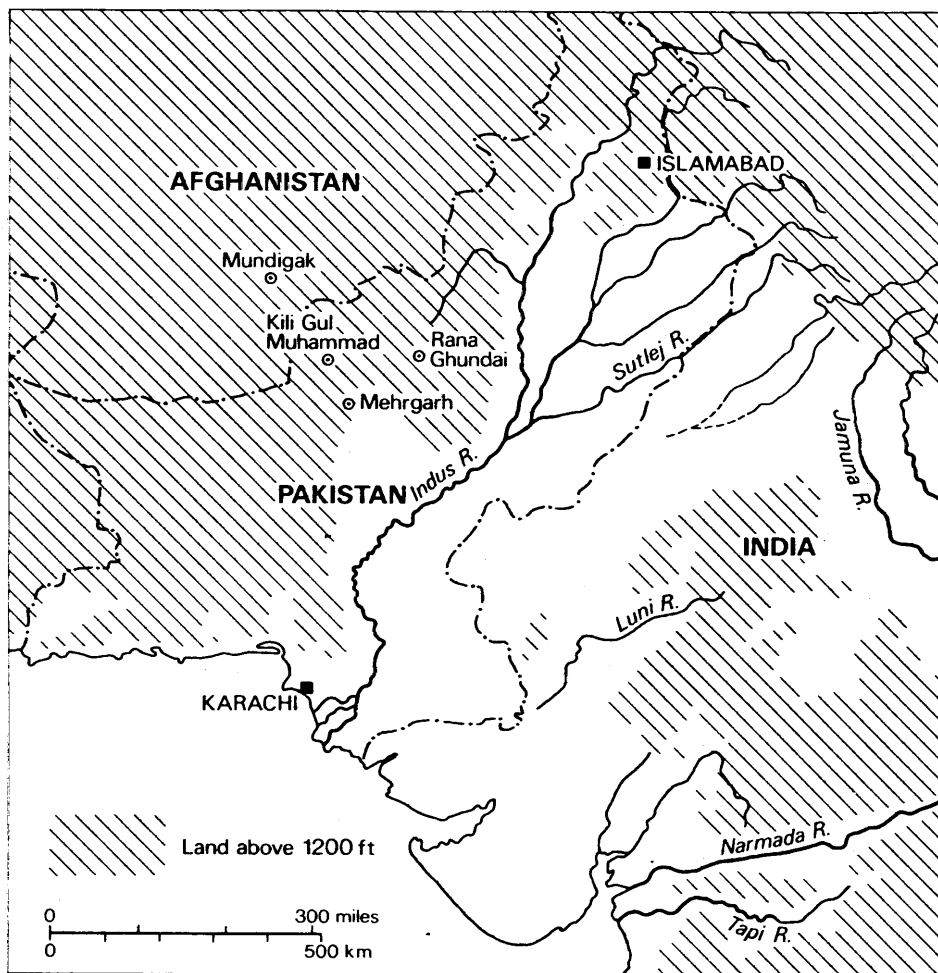 ISLAMABAD
AFGHANISTAN
Mundigak
Kili Gul
Muhammad
Rana
Ghundai
Sutlej R.
Mehrgarh
Jamuna R.
Indus R.
PAKISTAN
INDIA
Luni R.
KARACHI
Land above 1200 ft
Narmada R.
Tapi R.
0 300 miles
0 500 km